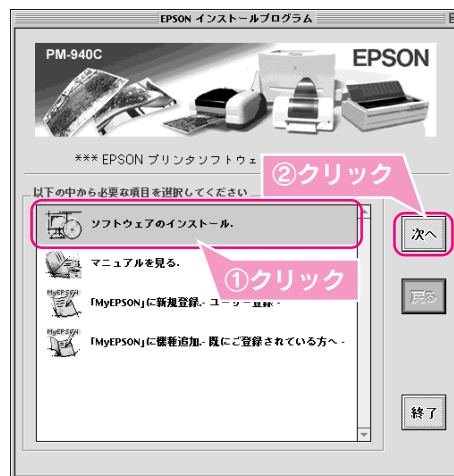 EPSON インストールプログラム
PM-940C
EPSON
*** EPSON プリンタソフトウェ
②クリック
以下の中から必要な項目を選択してください
ソフトウェアのインストール.
次へ
マニュアルを見る.
①クリック
戻る
MyEPSON
「MyEPSON」に新規登録.- ユーザー登録 -
MyEPSON
「MyEPSON」に機種追加.- 既にご登録されている方へ -
終了